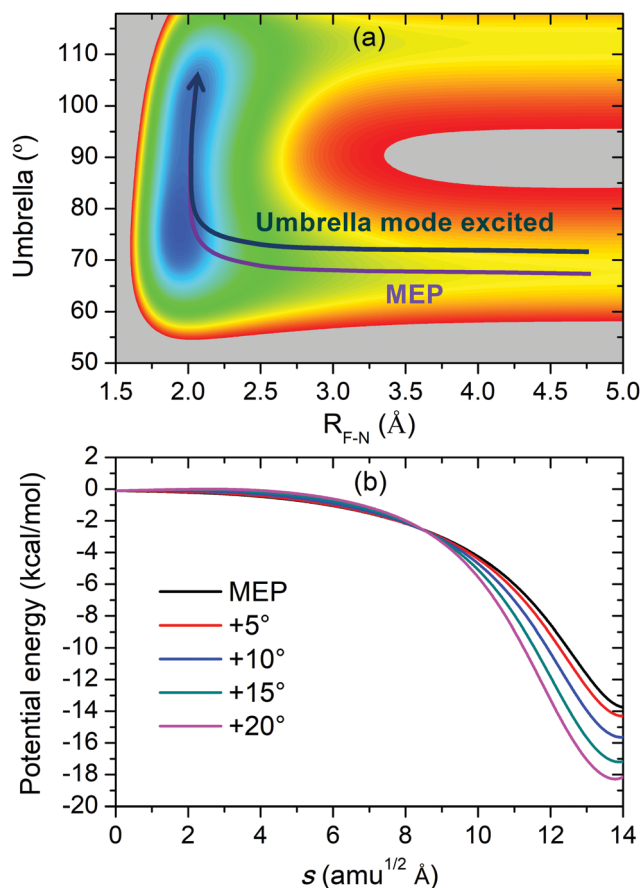 (a)
110
100
90
80
70
60
50
Umbrella (º)
Umbrella mode excited
MEP
1.5 2.0 2.5 3.0 3.5 4.0 4.5 5.0
R_F-N (Å)
(b)
2
0
-2
-4
-6
-8
-10
-12
-14
-16
-18
-20
Potential energy (kcal/mol)
MEP
+5°
+10°
+15°
+20°
0 2 4 6 8 10 12 14
s (amu^1/2 Å)